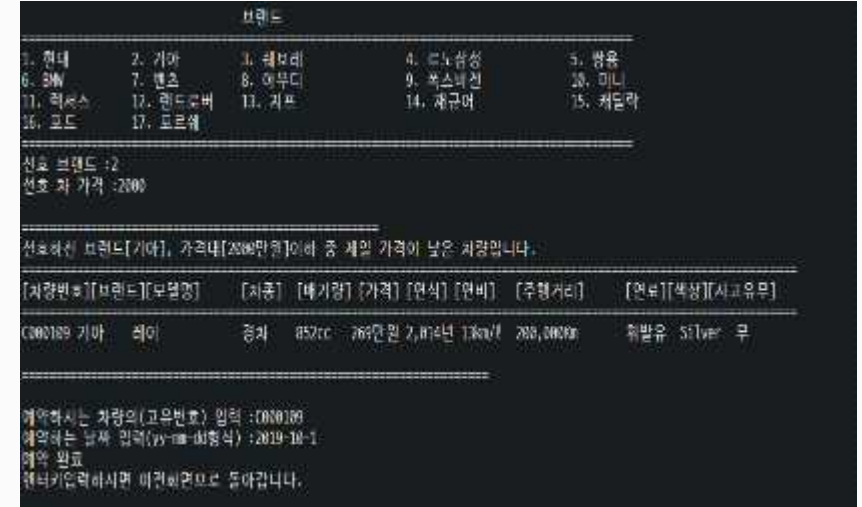 브랜드
1. 현대 2. 기아 3. 쉐보레 4. 르노삼성 5. 쌍용
6. BMW 7. 벤츠 8. 아우디 9. 폭스바겐 10. 미니
11. 렉서스 12. 랜드로버 13. 지프 14. 재규어 15. 캐딜락
16. 포드 17. 포르쉐
선호 브랜드 :2
선호 차 가격 :2000
선호하신 브랜드[기아], 가격대[2000만원]이하 중 제일 가격이 낮은 차량입니다.
[차량번호][브랜드][모델명] [차종] [배기량] [가격] [연식] [연비] [주행거리] [연료][색상][사고유무]
C000109 기아 레이 경차 852cc 269만원 2,014년 13km/l 200,000Km 휘발유 Silver 무
예약하시는 차량의(고유번호) 입력 :C000109
예약하는 날짜 입력(yy-mm-dd형식) :2019-10-1
예약 완료
엔터키입력하시면 이전화면으로 돌아갑니다.